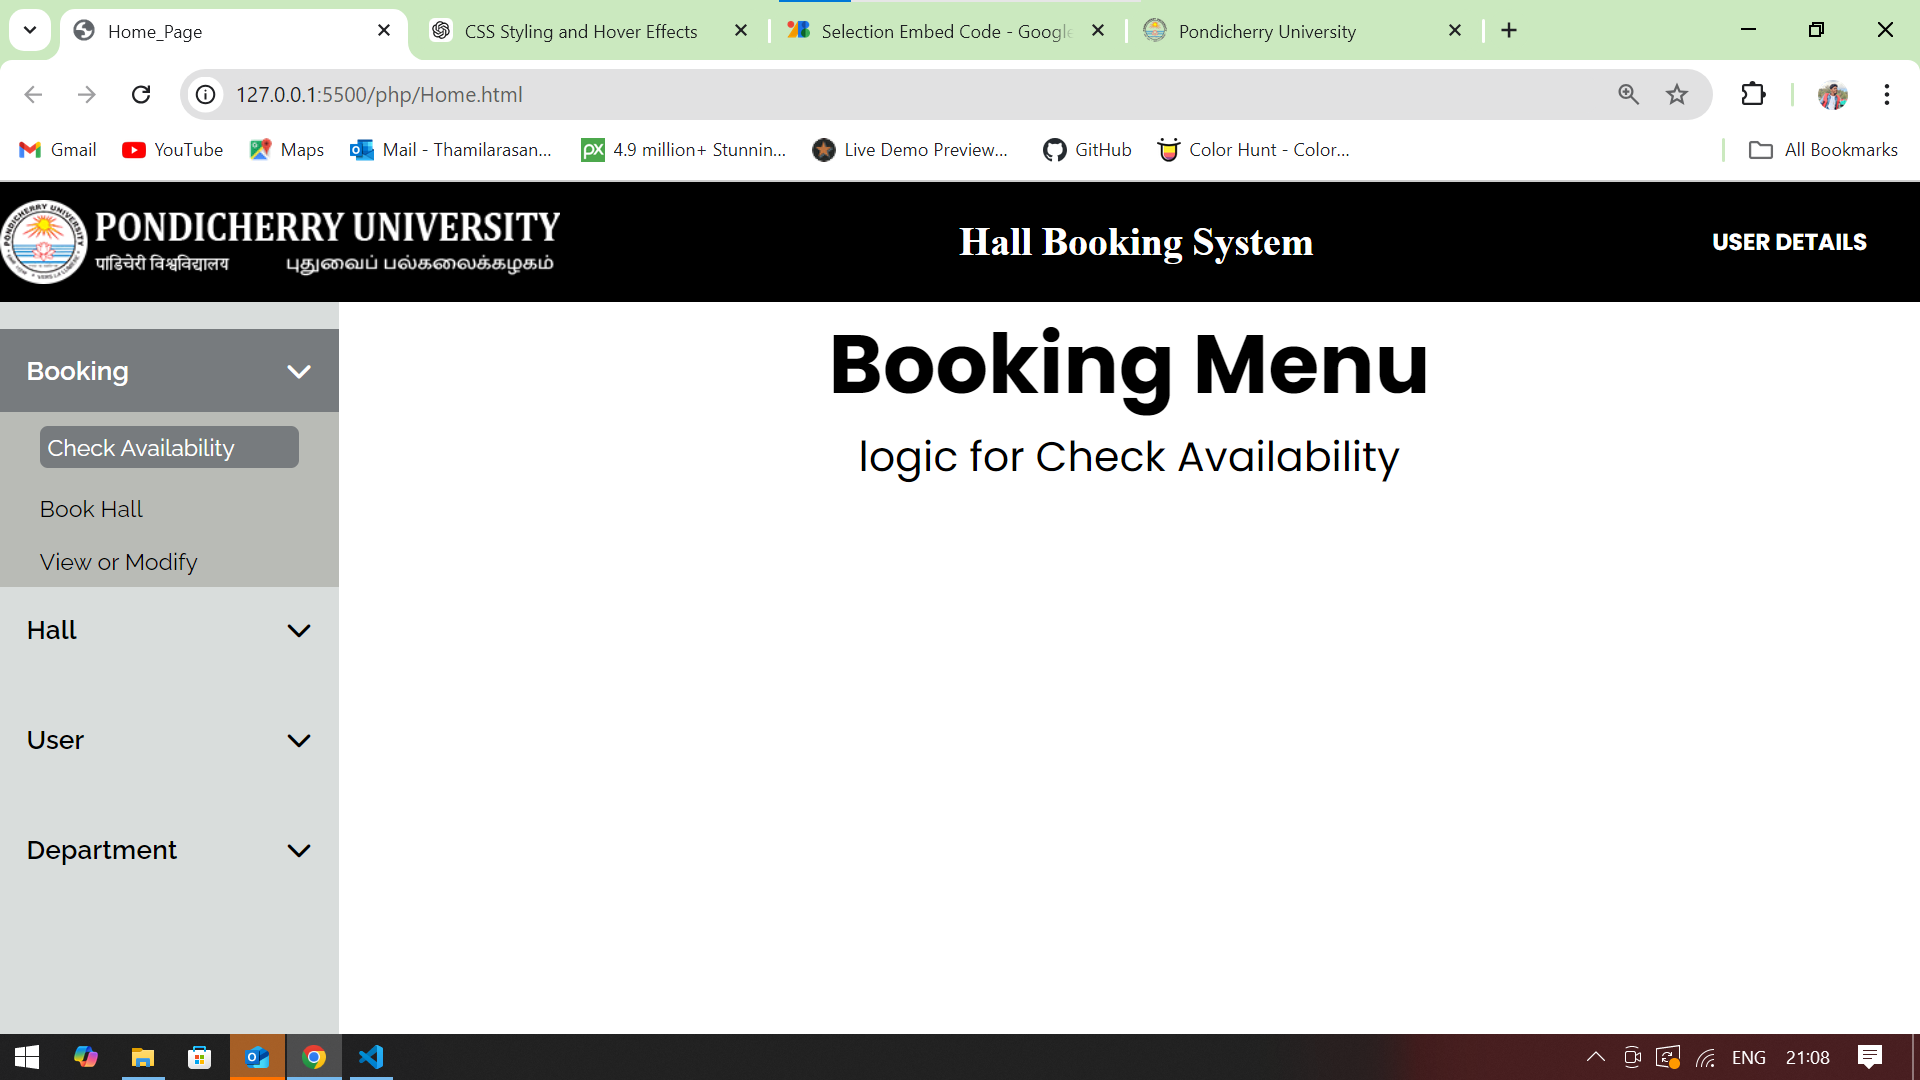 Home_Page
CSS Styling and Hover Effects
Selection Embed Code - Google
Pondicherry University
127.0.0.1:5500/php/Home.html
Gmail
YouTube
Maps
Mail - Thamilarasan...
px
4.9 million+ Stunnin...
Live Demo Preview...
GitHub
Color Hunt - Color...
All Bookmarks
PONDICHERRY UNIVERSITY
पांडिचेरी विश्वविद्यालय புதுவைப் பல்கலைக்கழகம்
Hall Booking System
USER DETAILS
Booking
Check Availability
Book Hall
View or Modify
Hall
User
Department
Booking Menu
logic for Check Availability
ENG
21:08